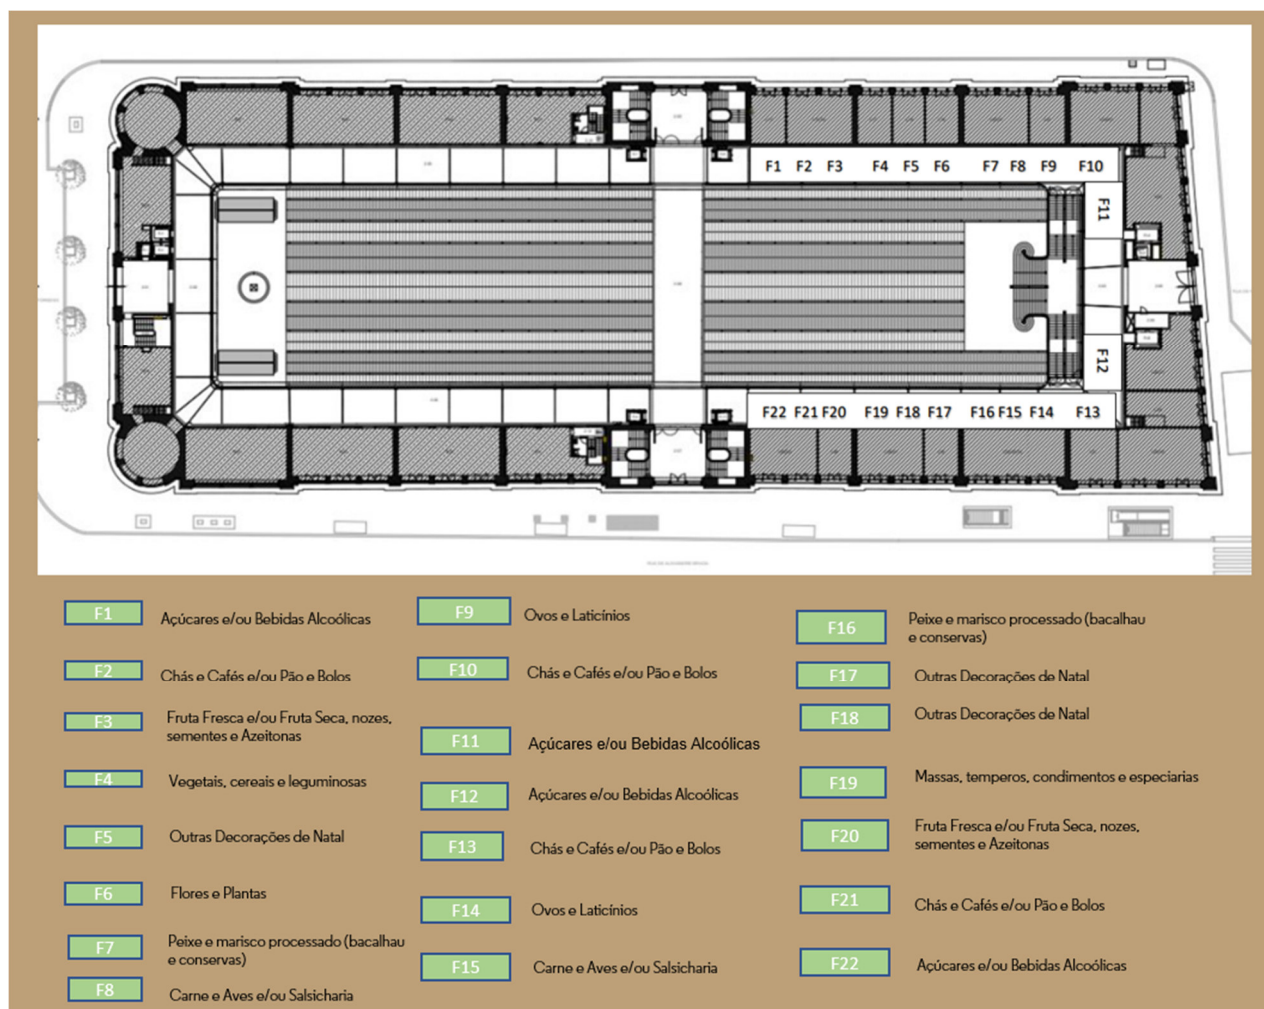 F1 F2 F3 F4 F5 F6 F7 F8 F9 F10
F11
F12
F22 F21 F20 F19 F18 F17 F16 F15 F14 F13
F1 Açúcares e/ou Bebidas Alcoólicas
F2 Chás e Cafés e/ou Pão e Bolos
F3 Fruta Fresca e/ou Fruta Seca, nozes,
sementes e Azeitonas
F4 Vegetais, cereais e leguminosas
F5 Outras Decorações de Natal
F6 Flores e Plantas
F7 Peixe e marisco processado (bacalhau
e conservas)
F8 Carne e Aves e/ou Salsicharia
F9 Ovos e Laticínios
F10 Chás e Cafés e/ou Pão e Bolos
F11 Açúcares e/ou Bebidas Alcoólicas
F12 Açúcares e/ou Bebidas Alcoólicas
F13 Chás e Cafés e/ou Pão e Bolos
F14 Ovos e Laticínios
F15 Carne e Aves e/ou Salsicharia
F16 Peixe e marisco processado (bacalhau
e conservas)
F17 Outras Decorações de Natal
F18 Outras Decorações de Natal
F19 Massas, temperos, condimentos e especiarias
F20 Fruta Fresca e/ou Fruta Seca, nozes,
sementes e Azeitonas
F21 Chás e Cafés e/ou Pão e Bolos
F22 Açúcares e/ou Bebidas Alcoólicas